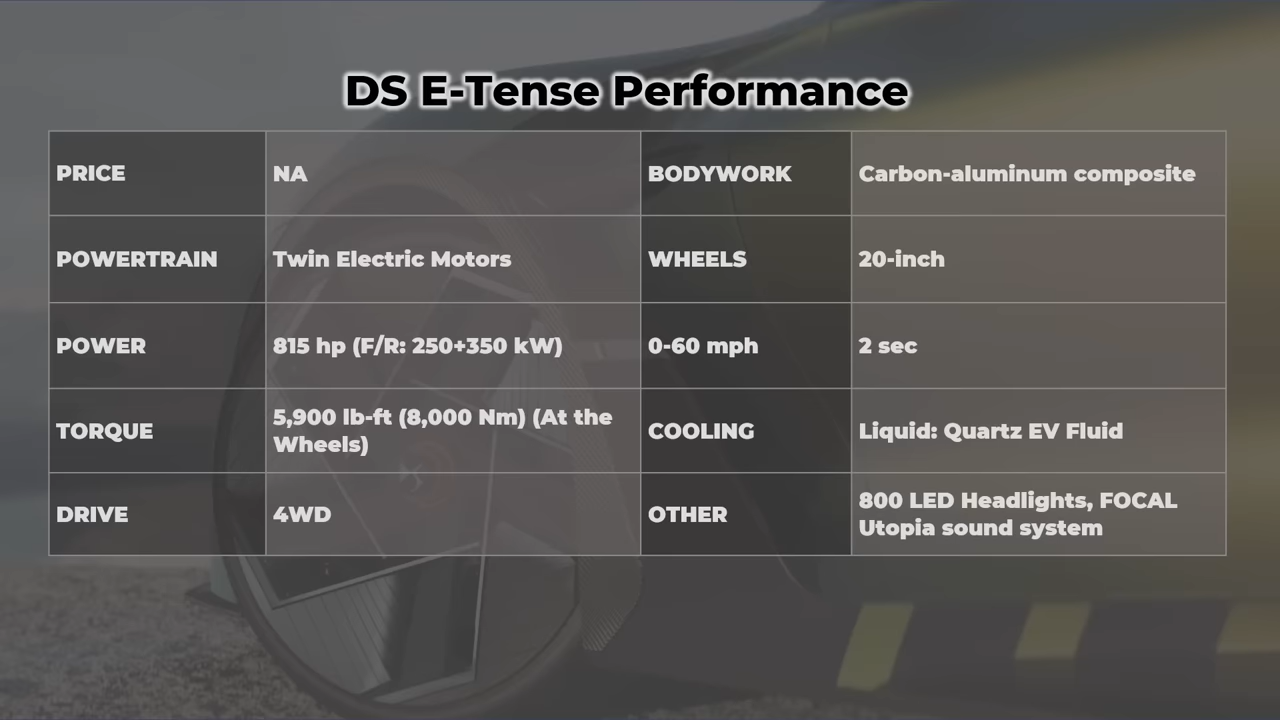 DS E-Tense Performance
PRICE
NA
BODYWORK
Carbon-aluminum composite
POWERTRAIN
Twin Electric Motors
WHEELS
20-inch
POWER
815 hp (F/R: 250+350 kW)
0-60 mph
2 sec
TORQUE
5,900 lb-ft (8,000 Nm) (At the
Wheels)
COOLING
Liquid: Quartz EV Fluid
DRIVE
4WD
OTHER
800 LED Headlights, FOCAL
Utopia sound system